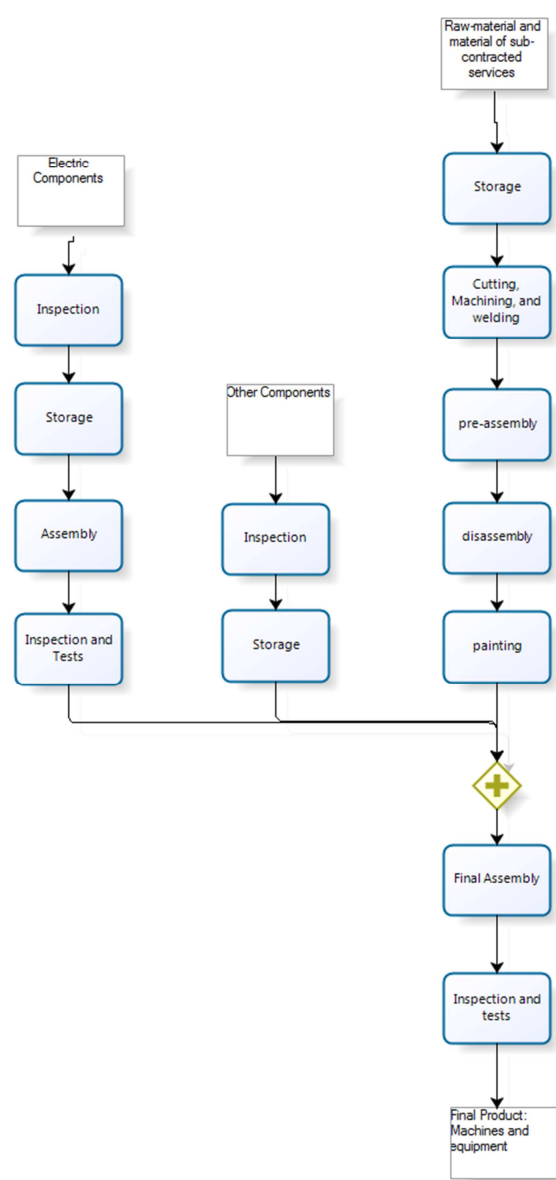 Raw-material and
material of sub-
contracted
services
Electric
Components
Storage
Inspection
Cutting,
Machining, and
welding
Storage
Other Components
pre-assembly
Assembly
Inspection
disassembly
Inspection and
Tests
Storage
painting
Final Assembly
Inspection and
tests
Final Product:
Machines and
equipment